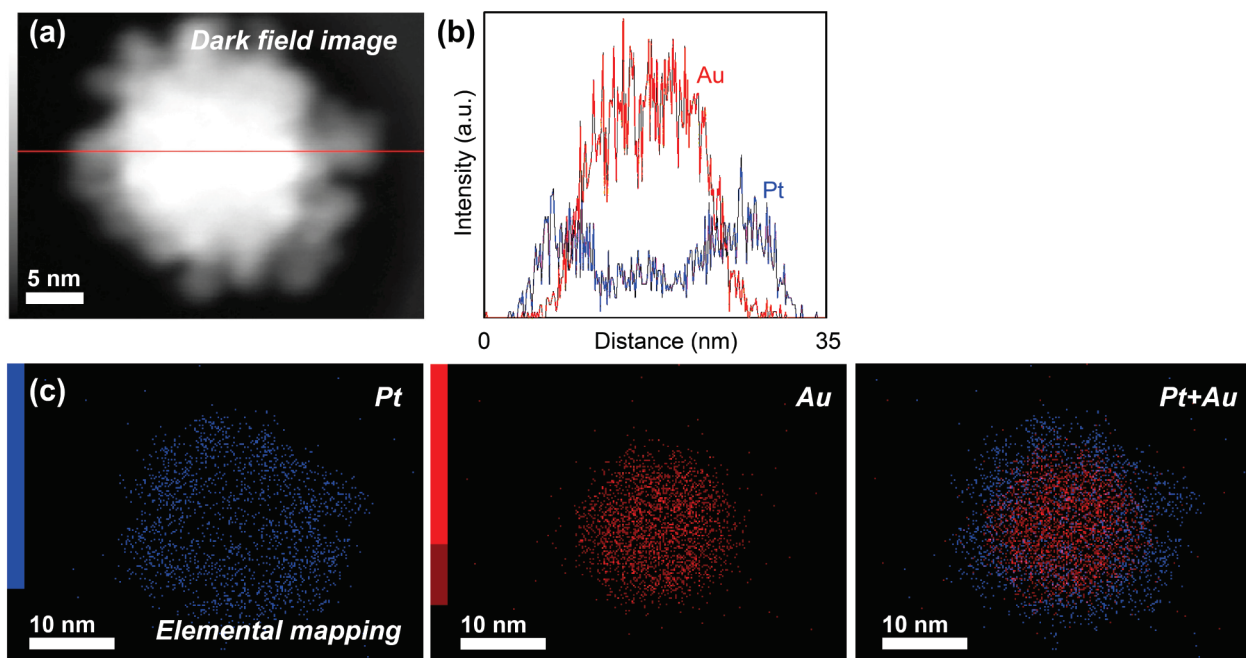 (a)
Dark field image
5 nm
(b)
Intensity (a.u.)
Au
Pt
0
Distance (nm)
35
(c)
Pt
10 nm
Elemental mapping
Au
10 nm
Pt+Au
10 nm